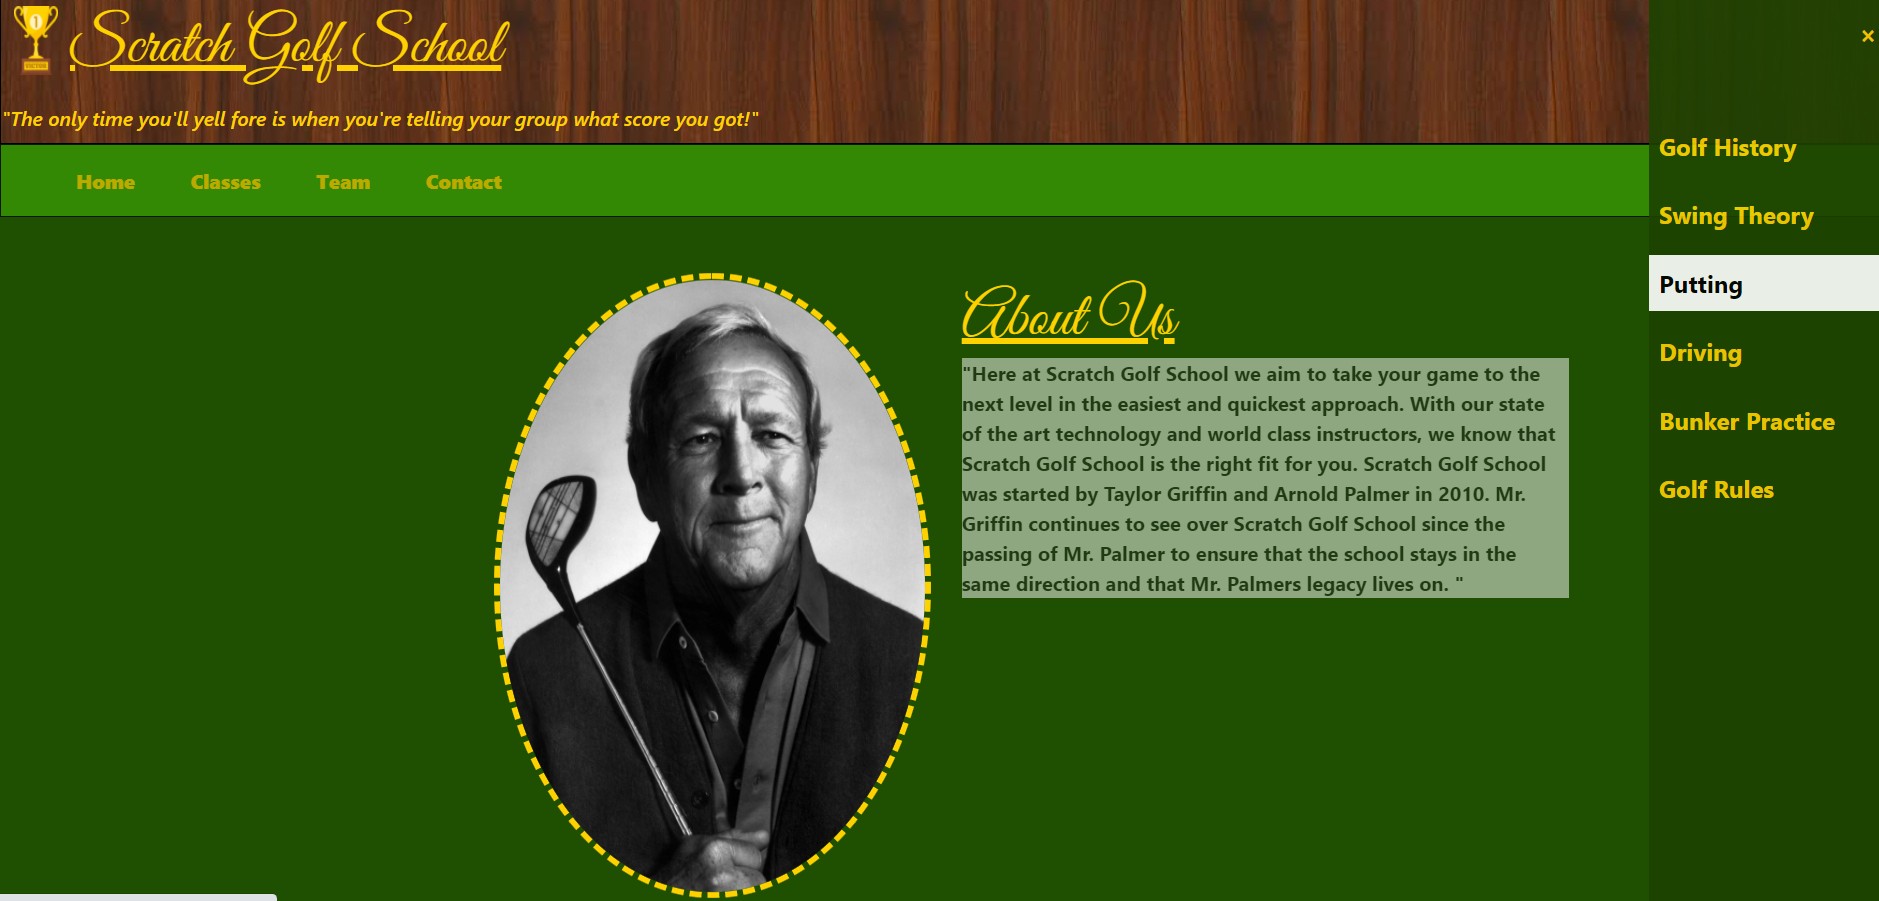 Scratch Golf School
"The only time you'll yell fore is when you're telling your group what score you got!"
Home Classes Team Contact
About Us
"Here at Scratch Golf School we aim to take your game to the
next level in the easiest and quickest approach. With our state
of the art technology and world class instructors, we know that
Scratch Golf School is the right fit for you. Scratch Golf School
was started by Taylor Griffin and Arnold Palmer in 2010. Mr.
Griffin continues to see over Scratch Golf School since the
passing of Mr. Palmer to ensure that the school stays in the
same direction and that Mr. Palmers legacy lives on. "
×
Golf History
Swing Theory
Putting
Driving
Bunker Practice
Golf Rules